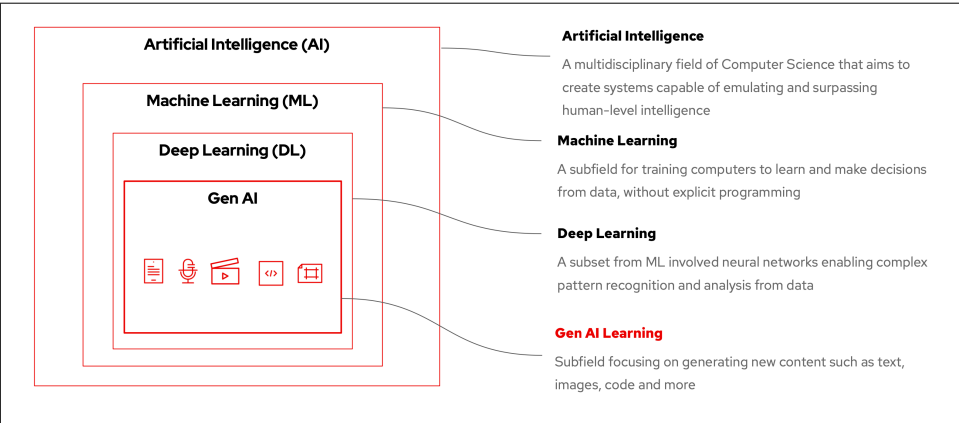 Artificial Intelligence (AI)
Machine Learning (ML)
Deep Learning (DL)
Gen AI
</>
Artificial Intelligence
A multidisciplinary field of Computer Science that aims to
create systems capable of emulating and surpassing
human-level intelligence
Machine Learning
A subfield for training computers to learn and make decisions
from data, without explicit programming
Deep Learning
A subset from ML involved neural networks enabling complex
pattern recognition and analysis from data
Gen AI Learning
Subfield focusing on generating new content such as text,
images, code and more